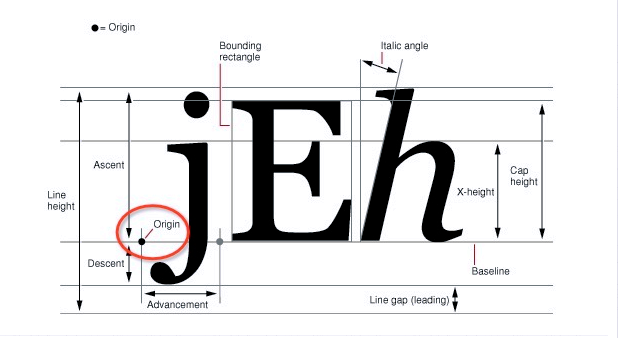 = Origin
Bounding
rectangle
Italic angle
jEh
Ascent
Line
height
X-height
Cap
height
Origin
Descent
Baseline
Advancement
Line gap (leading)